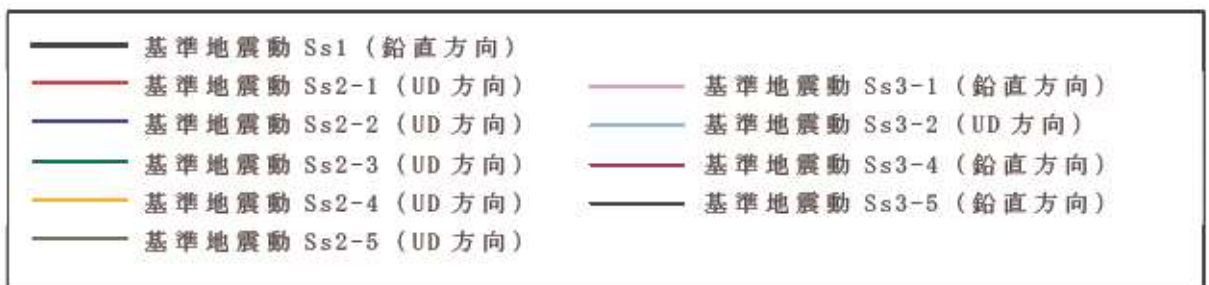 基準地震動 Ss1 (鉛直方向)
基準地震動 Ss2-1 (UD 方向)
基準地震動 Ss2-2 (UD 方向)
基準地震動 Ss2-3 (UD 方向)
基準地震動 Ss2-4 (UD 方向)
基準地震動 Ss2-5 (UD 方向)
基準地震動 Ss3-1 (鉛直方向)
基準地震動 Ss3-2 (UD 方向)
基準地震動 Ss3-4 (鉛直方向)
基準地震動 Ss3-5 (鉛直方向)